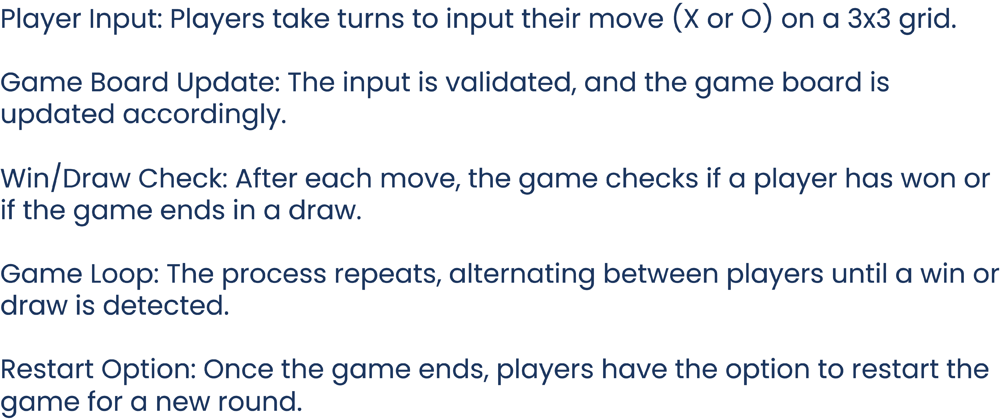 Player Input: Players take turns to input their move (X or O) on a 3x3 grid.
Game Board Update: The input is validated, and the game board is
updated accordingly.
Win/Draw Check: After each move, the game checks if a player has won or
if the game ends in a draw.
Game Loop: The process repeats, alternating between players until a win or
draw is detected.
Restart Option: Once the game ends, players have the option to restart the
game for a new round.